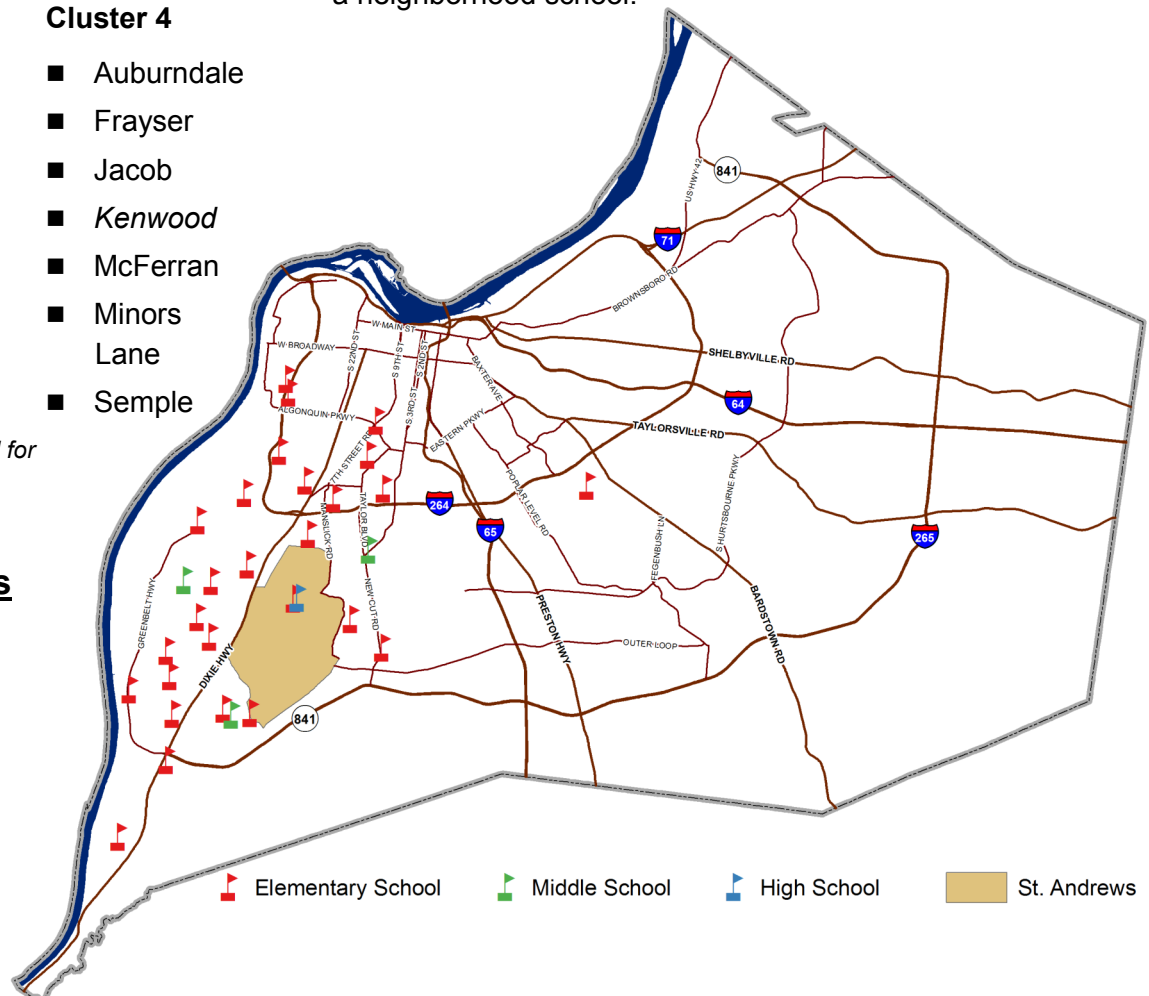 a neighborhood school.
Cluster 4
■ Auburndale
■ Frayser
■ Jacob
■ Kenwood
■ McFerran
■ Minors
Lane
■ Semple
for
s
US HWY 42
841
71
BROWNSBORO RD
W MAIN ST
W BROADWAY
S 22ND ST
S 9TH ST
S 2ND ST
S 3RD ST
BAXTER AVE
SHELBYVILLE RD
64
ALGONQUIN PKWY
EASTERN PKWY
TAYLORSVILLE RD
7TH STREET RD
POPLAR LEVEL RD
S HURTSBOURNE PKWY
MANSLICK RD
TAYLOR BLVD
264
65
265
FEGENBUSH LN
GREENBELT HWY
NEW CUT RD
PRESTON HWY
BARDSTOWN RD
OUTER LOOP
DIXIE HWY
841
Elementary School
Middle School
High School
St. Andrews